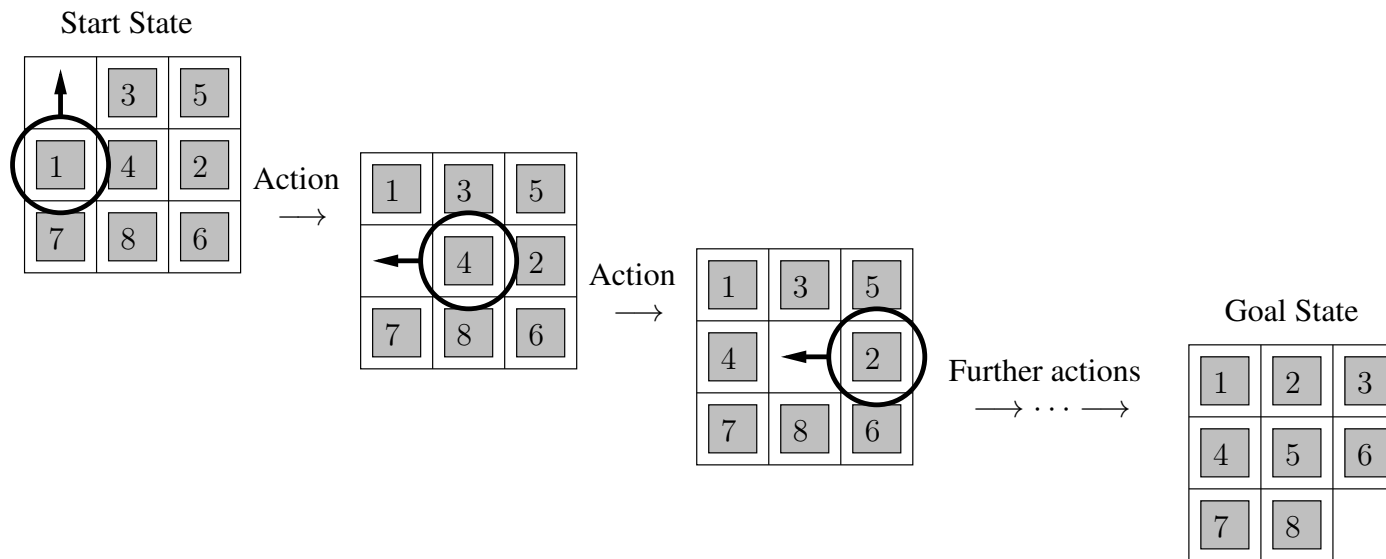 Start State
3 5
1 4 2
7 8 6
Action
→
1 3 5
4 2
7 8 6
Action
→
1 3 5
4 2
7 8 6
Further actions
→ · · · →
Goal State
1 2 3
4 5 6
7 8